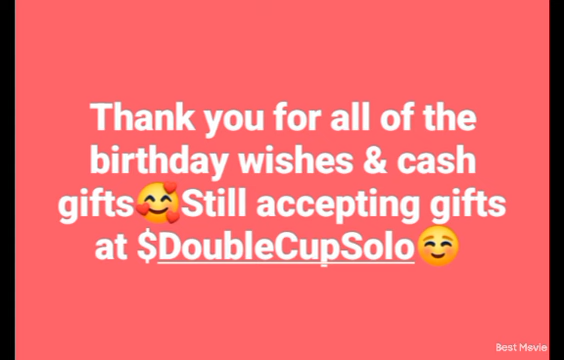 Thank you for all of the
birthday wishes & cash
gifts🥰Still accepting gifts
at $DoubleCupSolo☺️
Best Movie